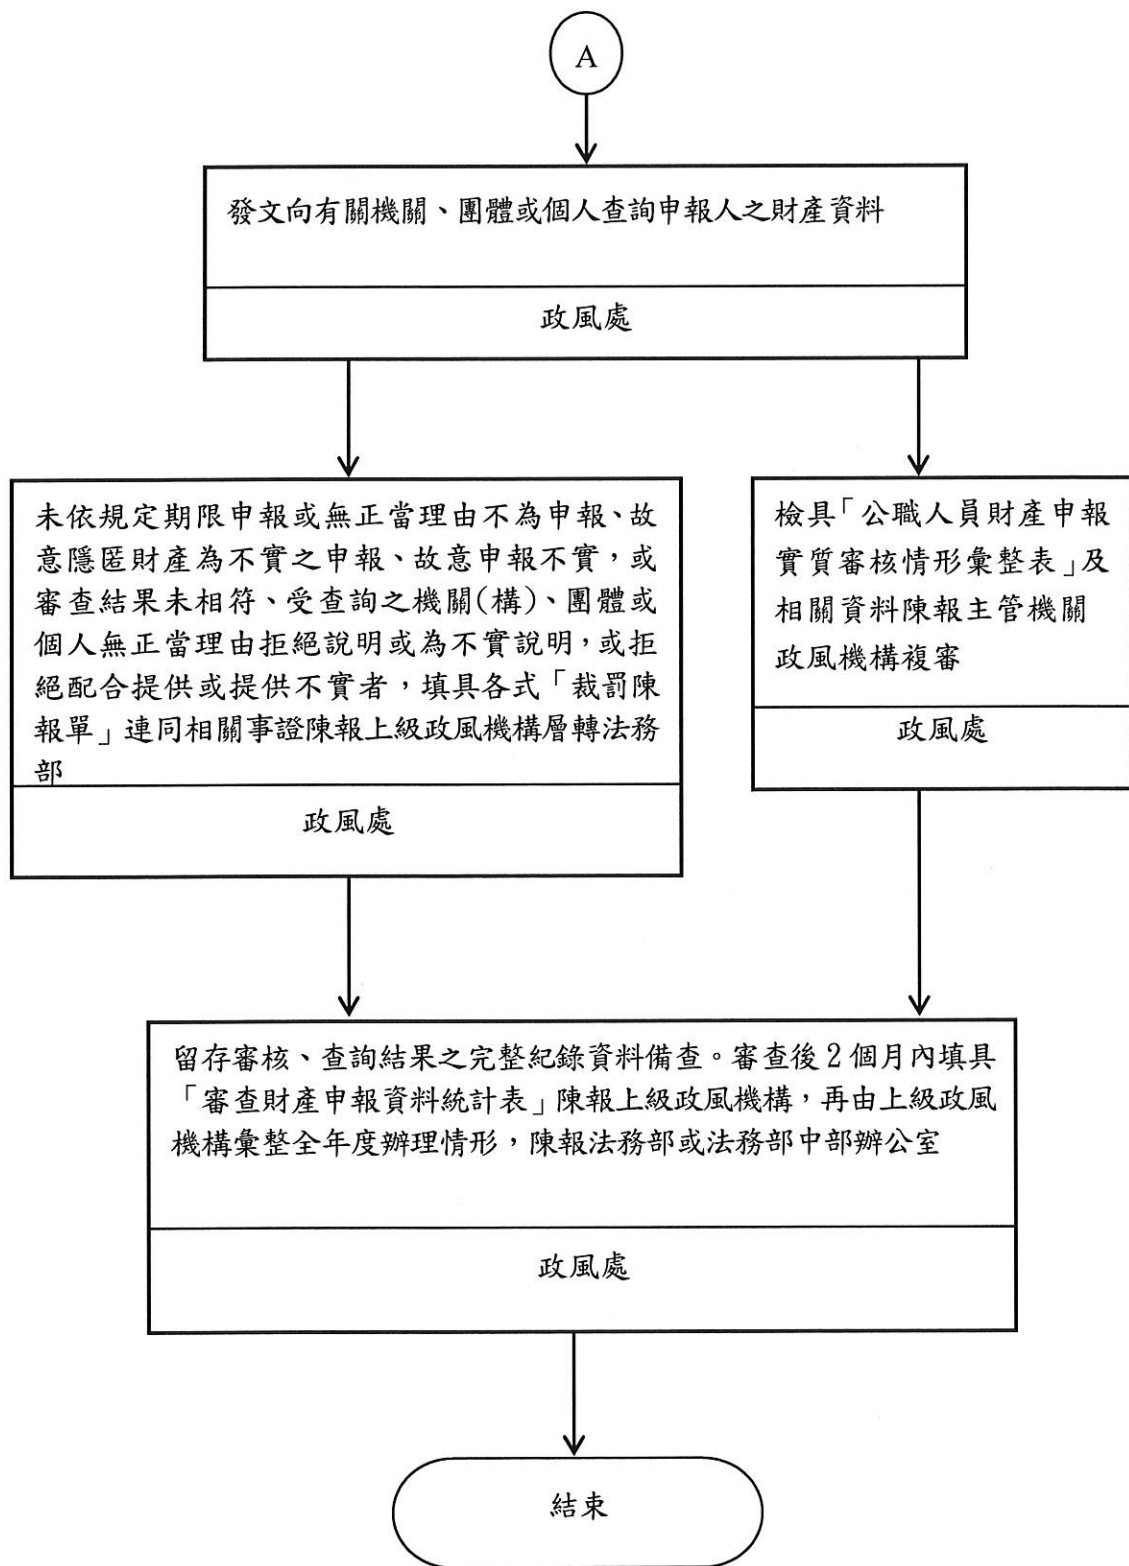 A
發文向有關機關、團體或個人查詢申報人之財產資料
政風處
未依規定期限申報或無正當理由不為申報、故
意隱匿財產為不實之申報、故意申報不實，或
審查結果未相符、受查詢之機關(構)、團體或
個人無正當理由拒絕說明或為不實說明，或拒
絕配合提供或提供不實者，填具各式「裁罰陳
報單」連同相關事證陳報上級政風機構層轉法務
部
政風處
檢具「公職人員財產申報
實質審核情形彙整表」及
相關資料陳報主管機關
政風機構複審
政風處
留存審核、查詢結果之完整紀錄資料備查。審查後2個月內填具
「審查財產申報資料統計表」陳報上級政風機構，再由上級政風
機構彙整全年度辦理情形，陳報法務部或法務部中部辦公室
政風處
結束